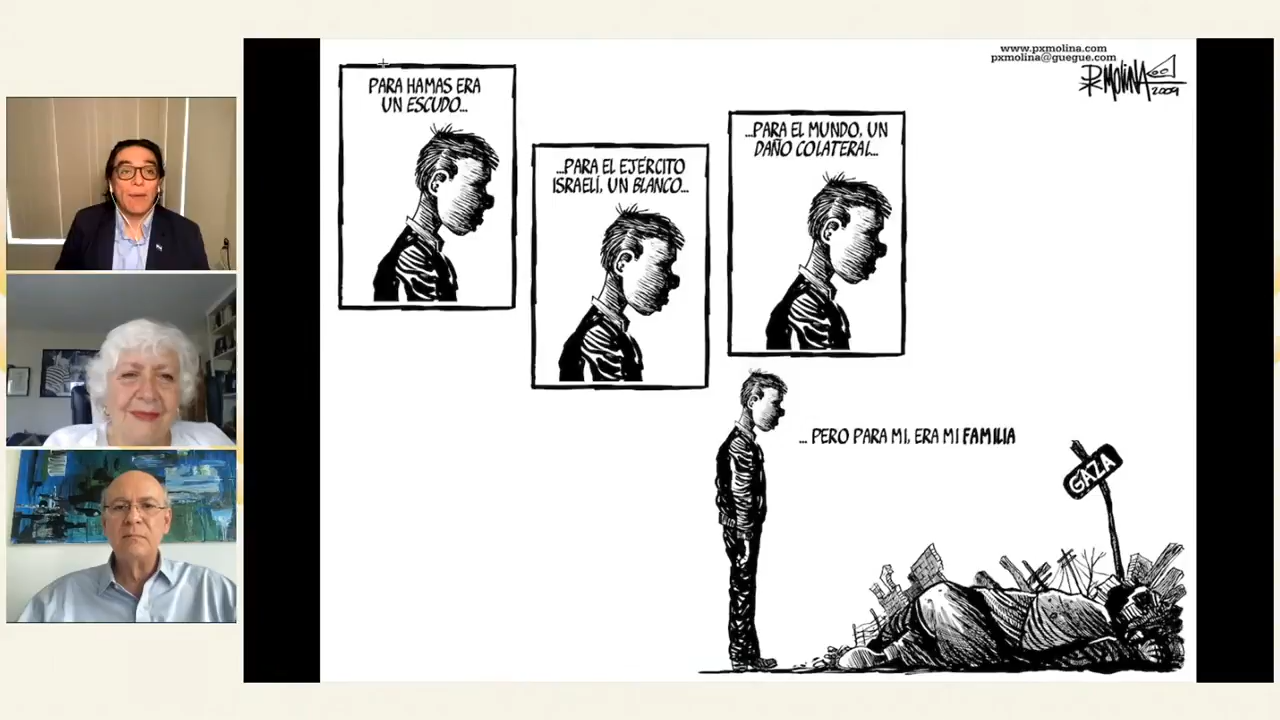 www.pxmolina.com
pxmolina@guegue.com
PXMOLINA
2009
PARA HAMAS ERA
UN ESCUDO...
...PARA EL EJÉRCITO
ISRAELÍ, UN BLANCO...
...PARA EL MUNDO, UN
DAÑO COLATERAL...
... PERO PARA MI, ERA MI FAMILIA
GAZA